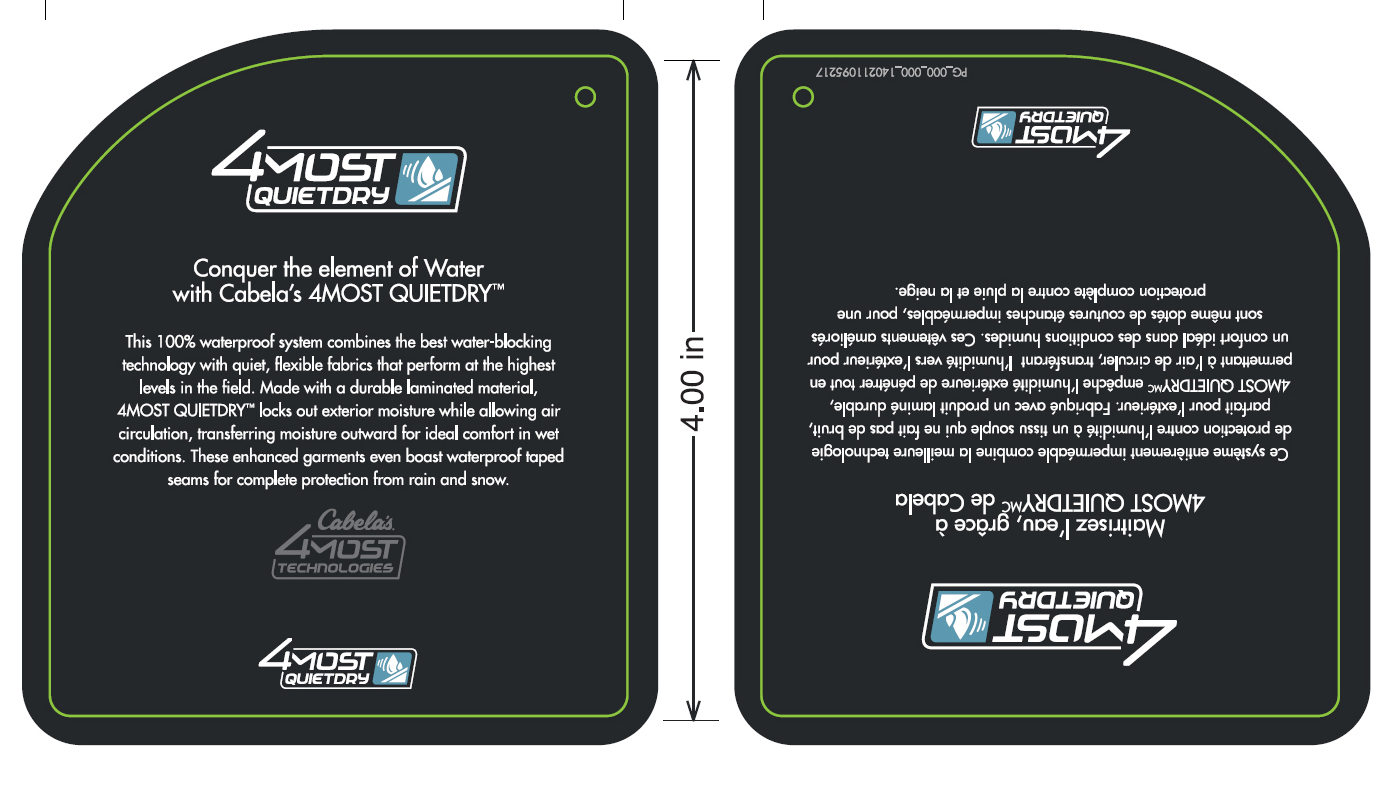 4MOST
QUIETDRY
Conquer the element of Water
with Cabela's 4MOST QUIETDRY™
This 100% waterproof system combines the best water-blocking
technology with quiet, flexible fabrics that perform at the highest
levels in the field. Made with a durable laminated material,
4MOST QUIETDRY™ locks out exterior moisture while allowing air
circulation, transferring moisture outward for ideal comfort in wet
conditions. These enhanced garments even boast waterproof taped
seams for complete protection from rain and snow.
Cabela's
4MOST
TECHNOLOGIES
4MOST
QUIETDRY
4.00 in
4MOST
QUIETDRY
Maitrisez l'eau, grâce à
4MOST QUIETDRYMC de Cabela
Ce système entièrement imperméable combine la meilleure technologie
de protection contre l'humidité à un tissu souple qui ne fait pas de bruit,
parfait pour l'extérieur. Fabriqué avec un produit laminé durable,
4MOST QUIETDRYMC empêche l'humidité extérieure de pénétrer tout en
permettant à l'air de circuler, transférant l'humidité vers l'extérieur pour
un confort idéal dans des conditions humides. Ces vêtements améliorés
sont même dotés de coutures étanches imperméables, pour une
protection complète contre la pluie et la neige.
4MOST
QUIETDRY
PG_000_000_140211095217